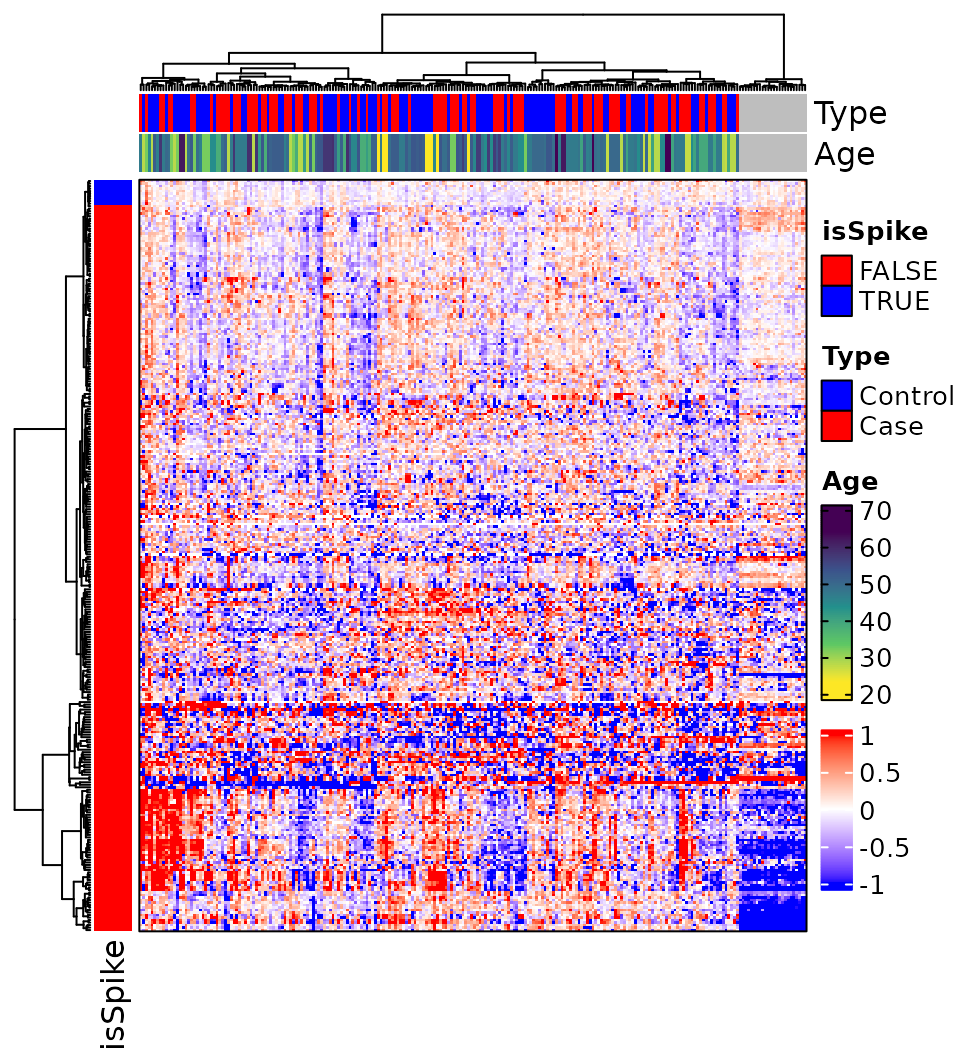 Type
Age
isSpike
FALSE
TRUE
Type
Control
Case
Age
70
60
50
40
30
20
1
0.5
0
-0.5
-1
isSpike